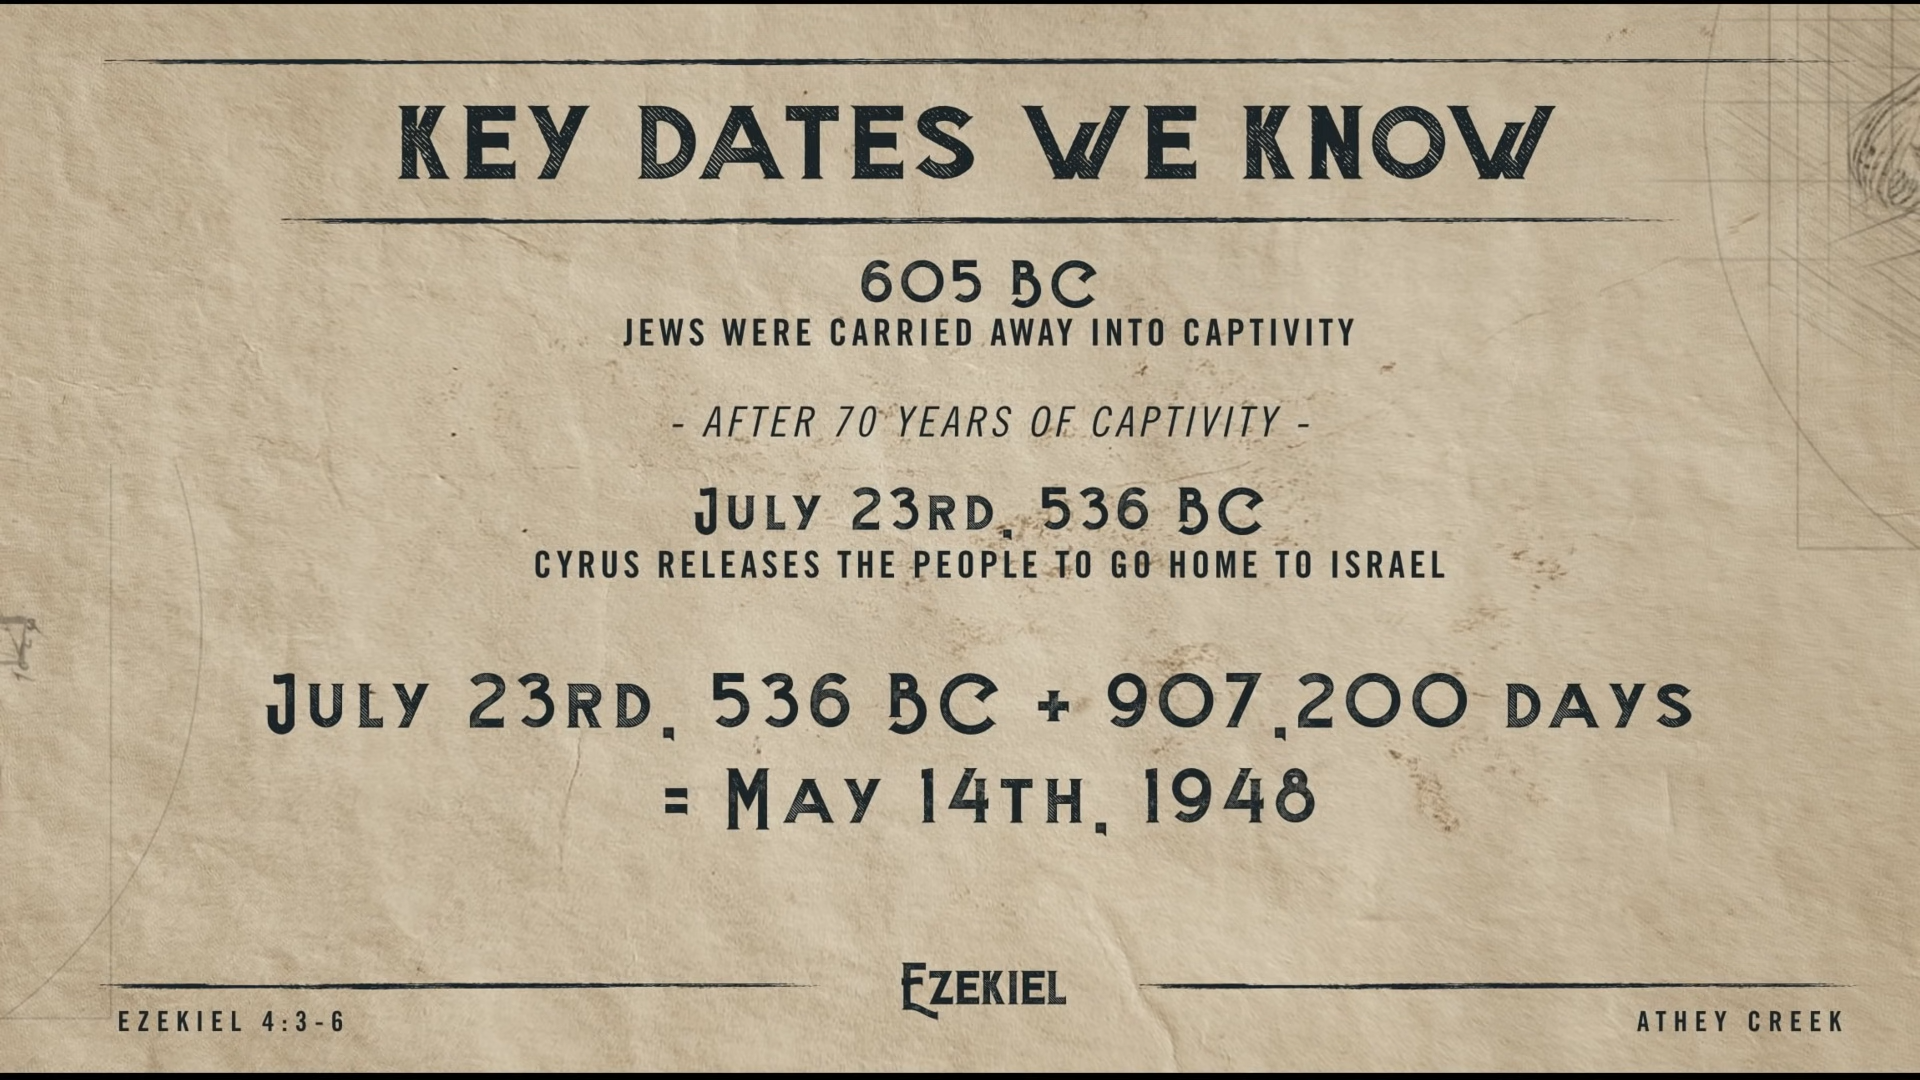 KEY DATES WE KNOW
605 BC
JEWS WERE CARRIED AWAY INTO CAPTIVITY
- AFTER 70 YEARS OF CAPTIVITY -
JULY 23RD, 536 BC
CYRUS RELEASES THE PEOPLE TO GO HOME TO ISRAEL
JULY 23RD, 536 BC + 907,200 DAYS
= MAY 14TH, 1948
EZEKIEL
EZEKIEL 4:3-6
ATHEY CREEK